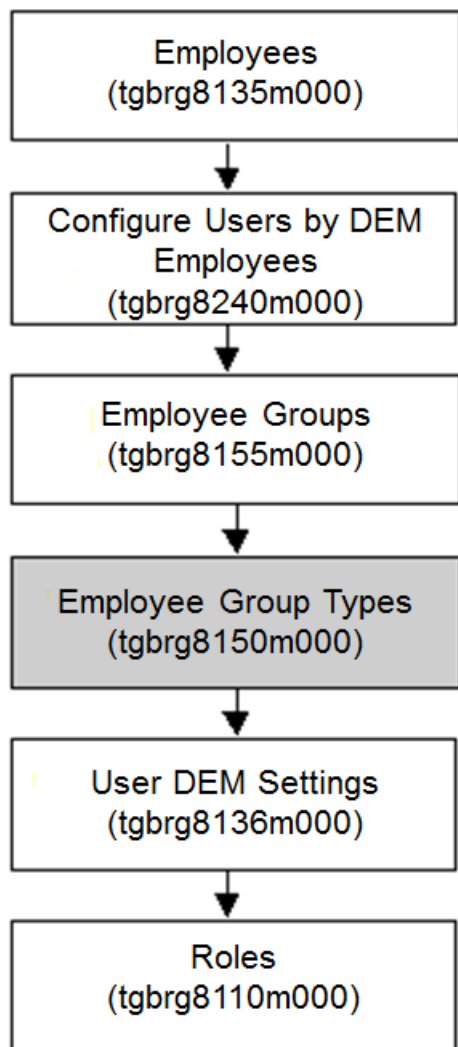 Employees
(tgbrg8135m000)
Configure Users by DEM
Employees
(tgbrg8240m000)
Employee Groups
(tgbrg8155m000)
Employee Group Types
(tgbrg8150m000)
User DEM Settings
(tgbrg8136m000)
Roles
(tgbrg8110m000)